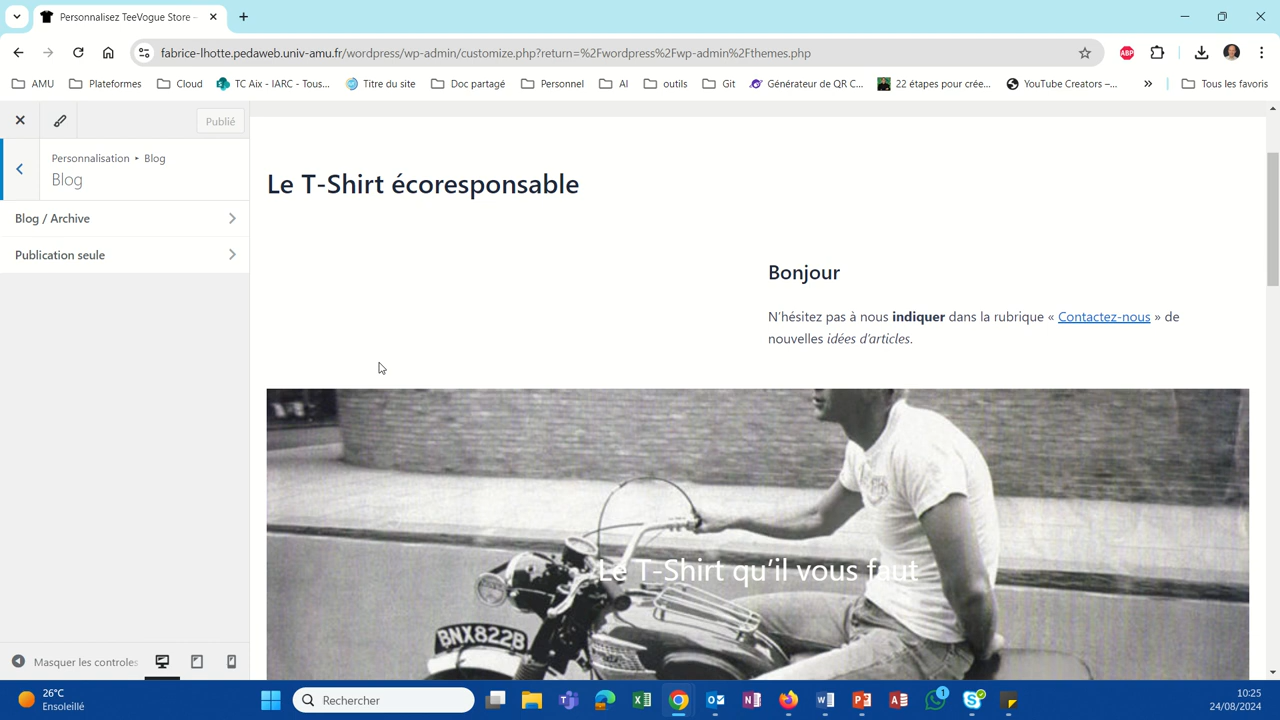 Personnalisez TeeVogue Store –
fabrice-lhotte.pedaweb.univ-amu.fr/wordpress/wp-admin/customize.php?return=%2Fwordpress%2Fwp-admin%2Fthemes.php
ABP
AMU
Plateformes
Cloud
TC Aix - IARC - Tous...
Titre du site
Doc partagé
Personnel
AI
outils
Git
Générateur de QR C...
22 étapes pour crée...
YouTube Creators –...
»
Tous les favoris
Publié
Personnalisation ▸ Blog
Blog
Blog / Archive
Publication seule
Le T-Shirt écoresponsable
Bonjour
N'hésitez pas à nous indiquer dans la rubrique « Contactez-nous » de
nouvelles idées d'articles.
Le T-Shirt qu'il vous faut
BNX822B
Masquer les controles
26°C
Ensoleillé
Rechercher
1
10:25
24/08/2024